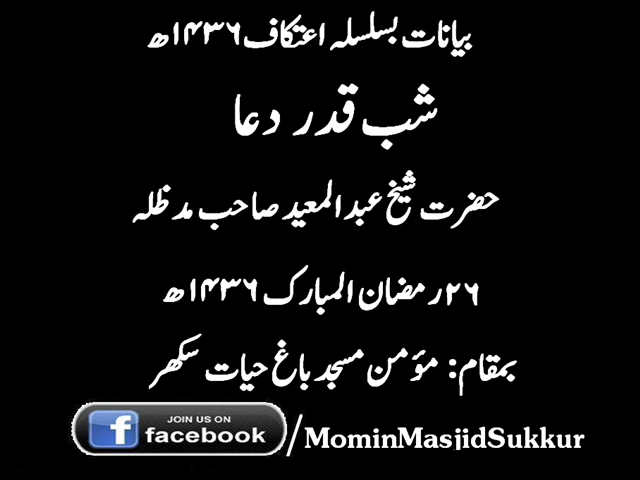 بیانات بسلسلہ اعتکاف ۱۴۳۶ھ
شب قدر دعا
حضرت شیخ عبدالمعید صاحب مدظلہ
۲۶ رمضان المبارک ۱۴۳۶ھ
بمقام: مؤمن مسجد باغ حیات سکھر
JOIN US ON
f facebook /MominMasjidSukkur